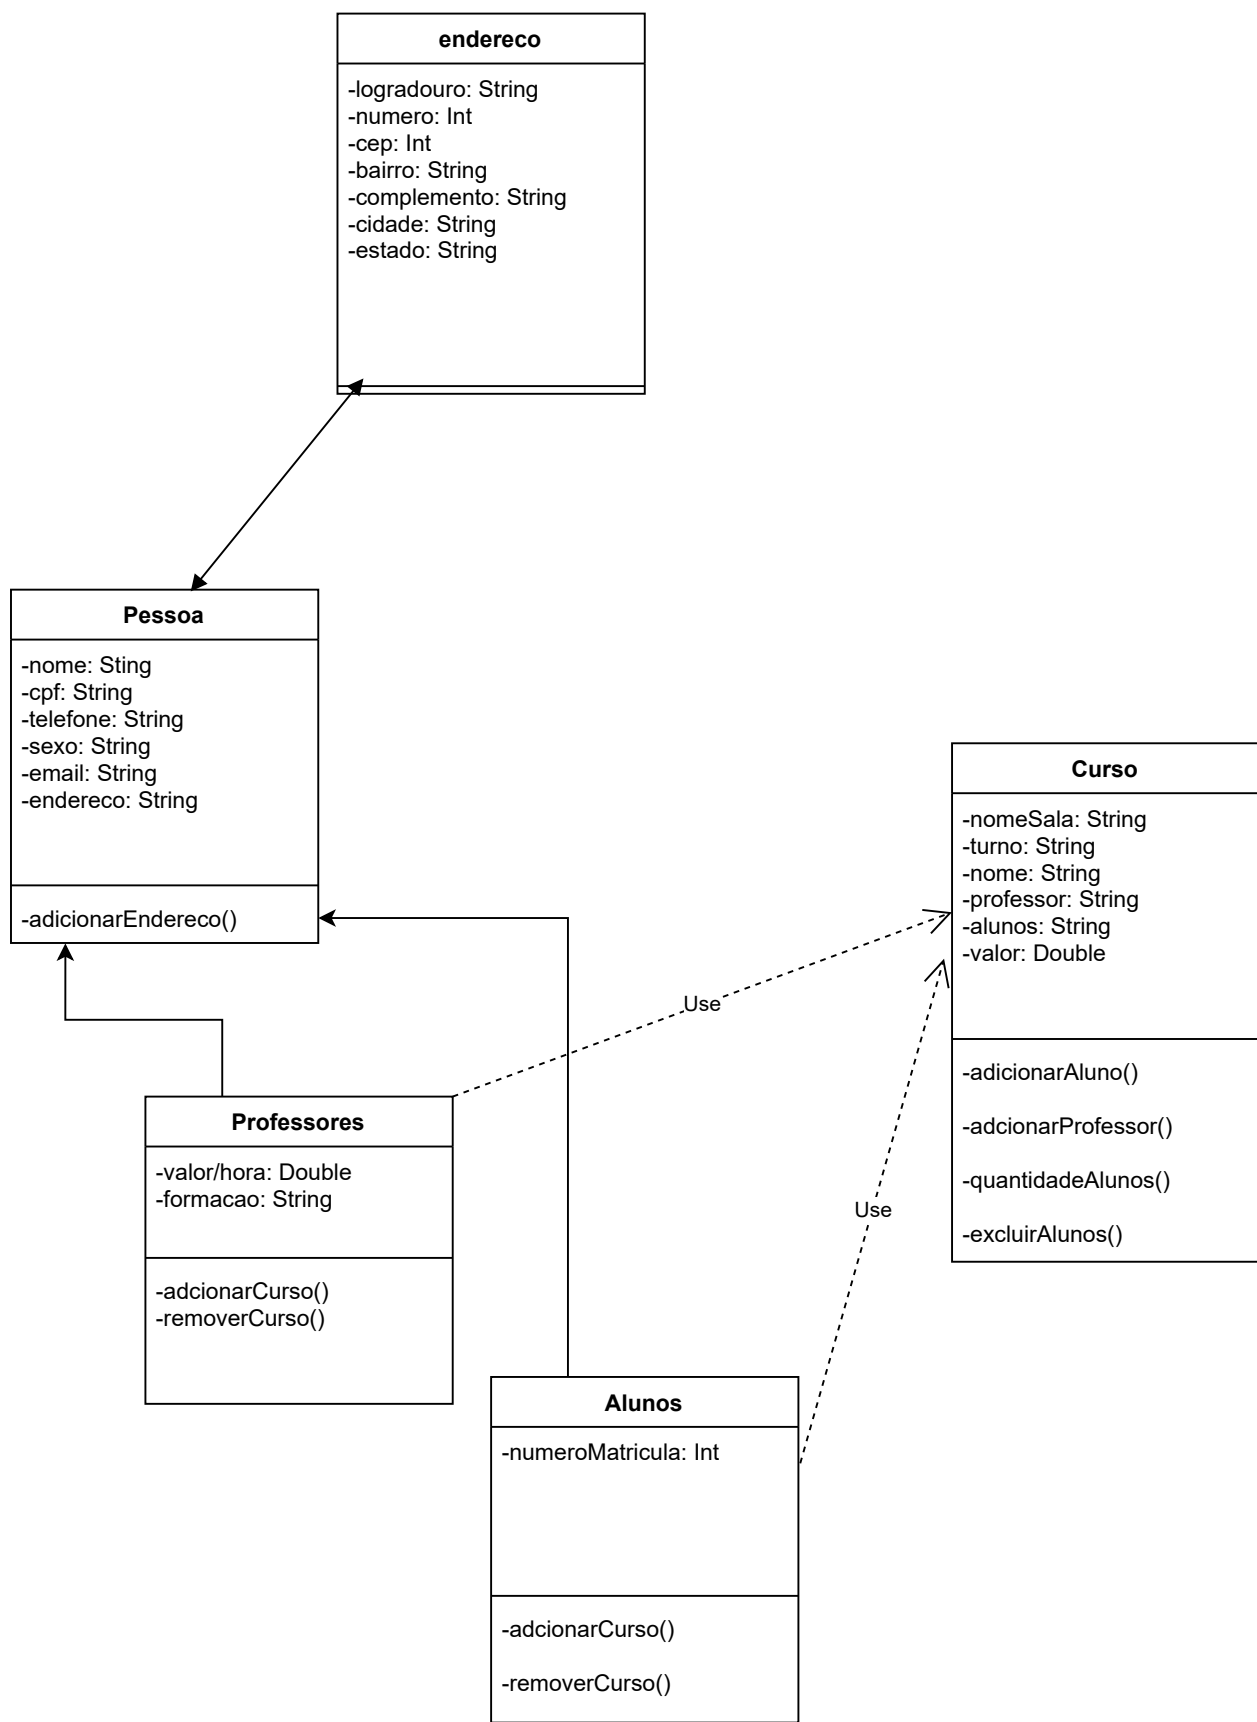 endereco
-logradouro: String
-numero: Int
-cep: Int
-bairro: String
-complemento: String
-cidade: String
-estado: String
Pessoa
-nome: Sting
-cpf: String
-telefone: String
-sexo: String
-email: String
-endereco: String
-adicionarEndereco()
Curso
-nomeSala: String
-turno: String
-nome: String
-professor: String
-alunos: String
-valor: Double
-adicionarAluno()
-adcionarProfessor()
-quantidadeAlunos()
-excluirAlunos()
Use
Professores
-valor/hora: Double
-formacao: String
-adcionarCurso()
-removerCurso()
Use
Alunos
-numeroMatricula: Int
-adcionarCurso()
-removerCurso()